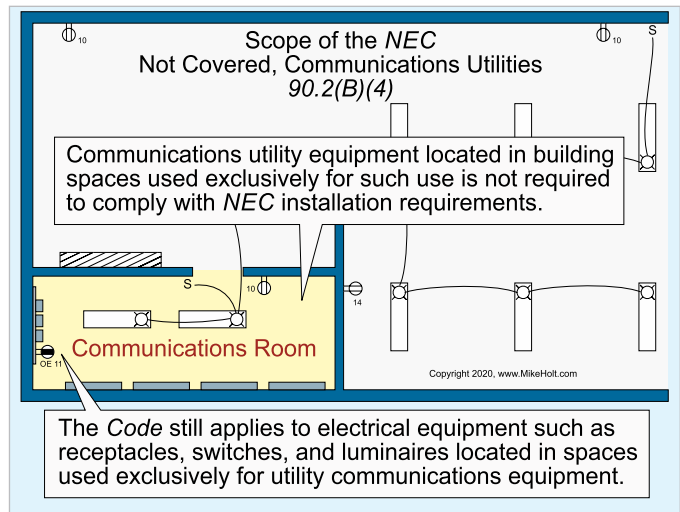 Scope of the NEC
Not Covered, Communications Utilities
90.2(B)(4)
10
10
S
Communications utility equipment located in building
spaces used exclusively for such use is not required
to comply with NEC installation requirements.
S
10
14
OE 11
Communications Room
Copyright 2020, www.MikeHolt.com
The Code still applies to electrical equipment such as
receptacles, switches, and luminaires located in spaces
used exclusively for utility communications equipment.